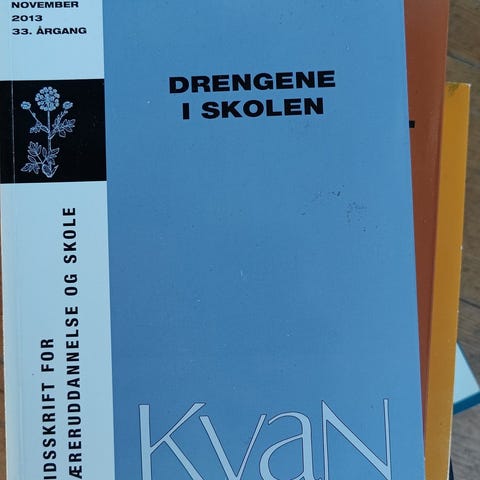 NOVEMBER
2013
33. ÅRGANG
DRENGENE
I SKOLEN
IDSSKRIFT FOR
ÆRERUDDANNELSE OG SKOLE
KvaN